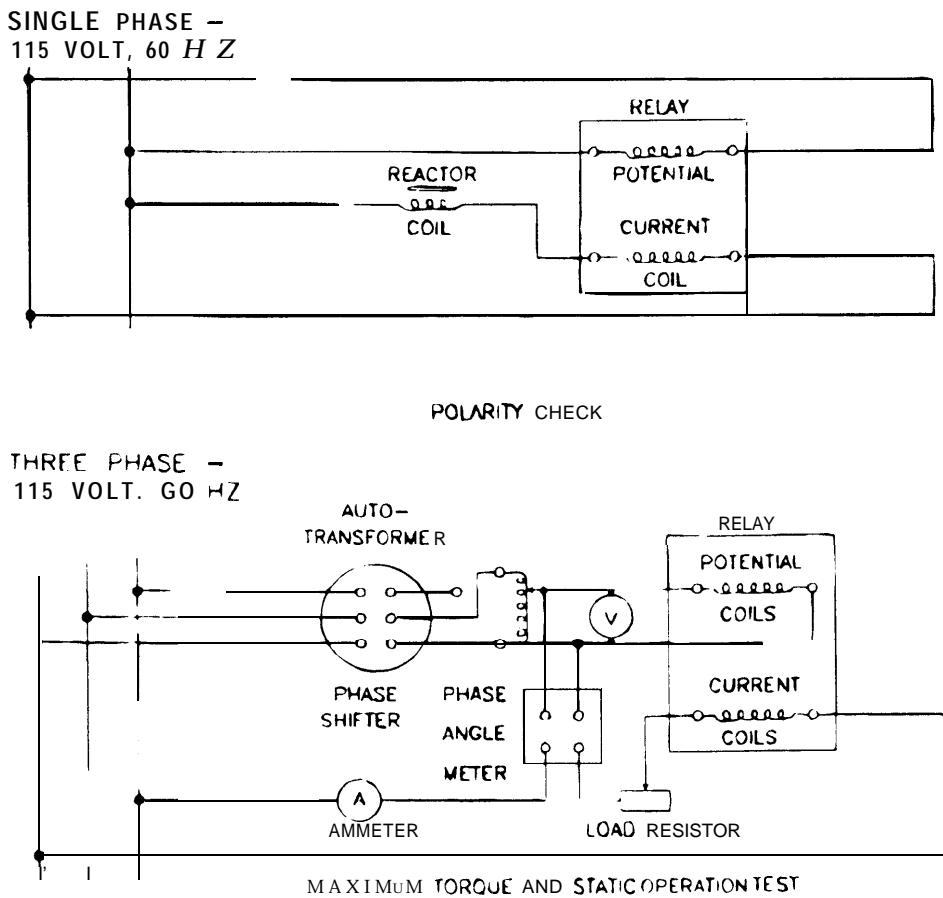 SINGLE PHASE –
115 VOLT, 60 H Z
RELAY
POTENTIAL
REACTOR
COIL
CURRENT
COIL
POLARITY CHECK
THREE PHASE –
115 VOLT. GO HZ
AUTO-
TRANSFORMER
RELAY
POTENTIAL
COILS
V
PHASE
SHIFTER
PHASE
ANGLE
METER
CURRENT
COILS
A
AMMETER
LOAD RESISTOR
MAXIMuM TORQUE AND STATIC OPERATION TEST